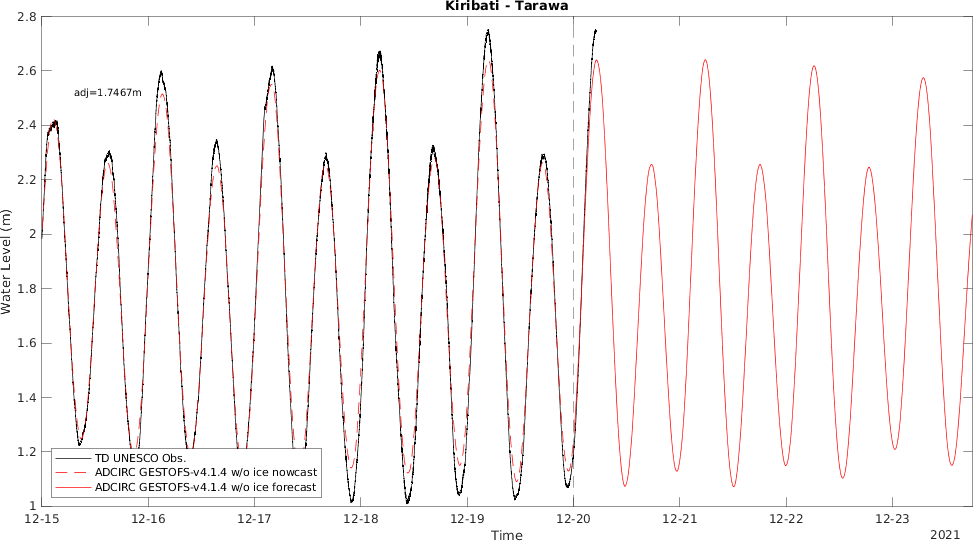 Kiribati - Tarawa
2.8
2.6
adj=1.7467m
2.4
2.2
2
1.8
1.6
1.4
1.2
1
Water Level (m)
TD UNESCO Obs.
ADCIRC GESTOFS-v4.1.4 w/o ice nowcast
ADCIRC GESTOFS-v4.1.4 w/o ice forecast
12-15 12-16 12-17 12-18 12-19 12-20 12-21 12-22 12-23
Time
2021